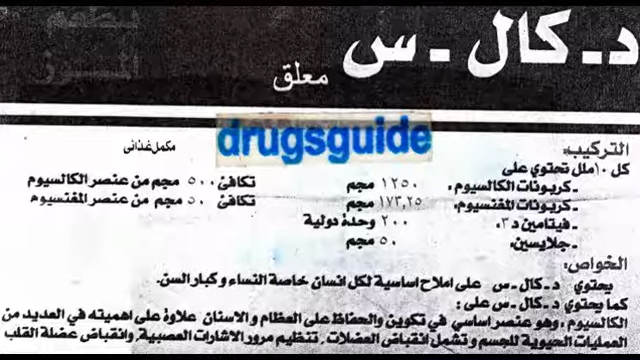 د. كال - س
معلق
drugsguide
مكمل غذائي
التركيب:
كل ١٠ ملل تحتوي على
- كربونات الكالسيوم. ١٢٥٠ مجم تكافئ ٥٠٠ مجم من عنصر الكالسيوم
- كربونات المغنسيوم. ١٧٣,٢٥ مجم تكافئ ٥٠ مجم من عنصر المغنسيوم
- فيتامين د٣. ٢٠٠ وحدة دولية
- جلايسين. ٥٠ مجم
الخواص:
يحتوي د.كال-س على املاح اساسية لكل انسان خاصة النساء وكبار السن.
كما يحتوي د.كال-س على :
الكالسيوم. وهو عنصر اساسي في تكوين والحفاظ على العظام والاسنان علاوة على اهميته في العديد من
العمليات الحيوية للجسم وتشمل انقباض العضلات, تنظيم مرور الاشارات العصبية, وانقباض عضلة القلب